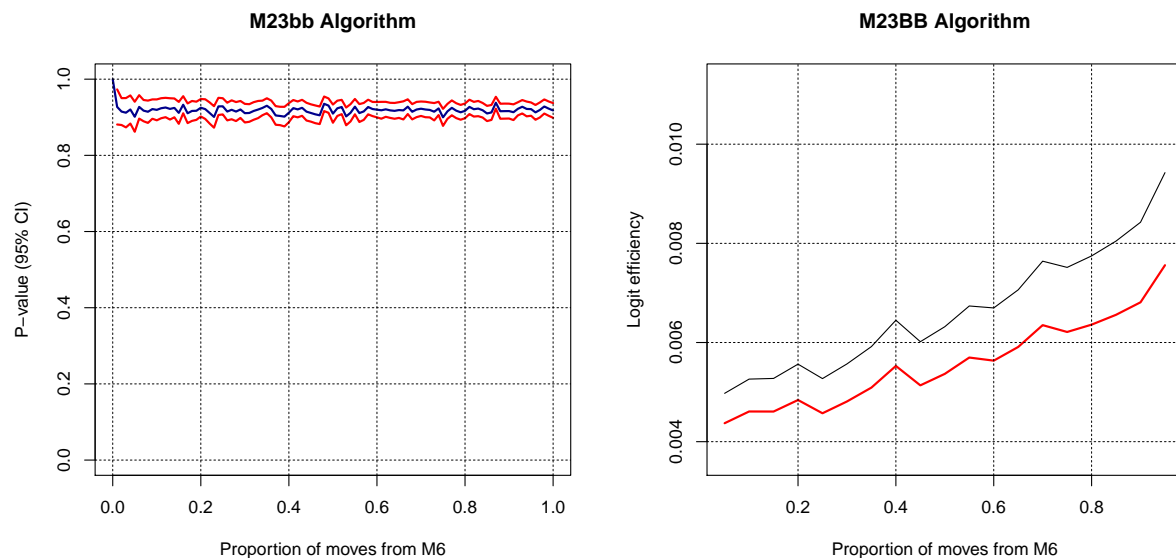 M23bb Algorithm
P−value (95% CI)
1.0
0.8
0.6
0.4
0.2
0.0
0.0 0.2 0.4 0.6 0.8 1.0
Proportion of moves from M6
M23BB Algorithm
Logit efficiency
0.010
0.008
0.006
0.004
0.2 0.4 0.6 0.8
Proportion of moves from M6